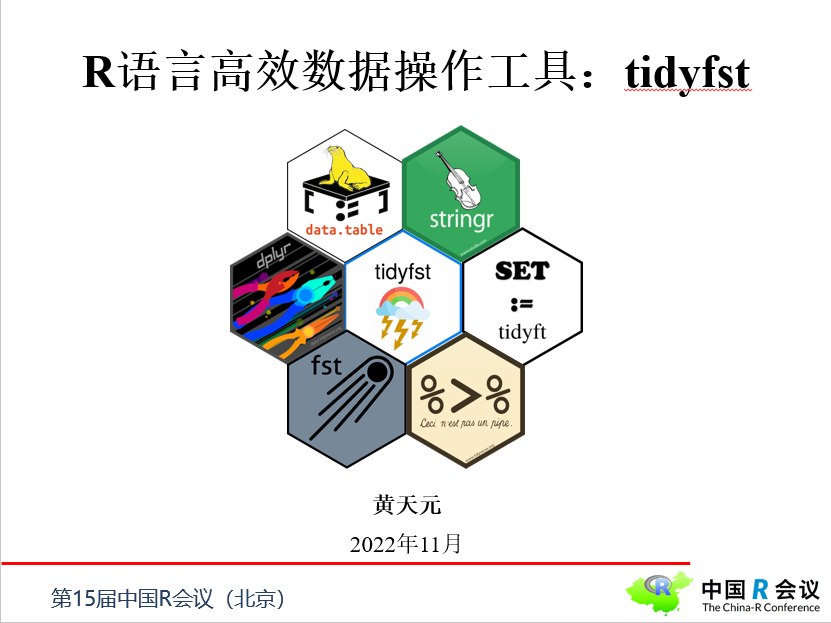 R语言高效数据操作工具：tidyfst
data.table
stringr
dplyr
tidyfst
SET
:=
tidyft
fst
%>%
Ceci n'est pas un pipe.
黄天元
2022年11月
第15届中国R会议（北京）
R
中国R会议
The China-R Conference